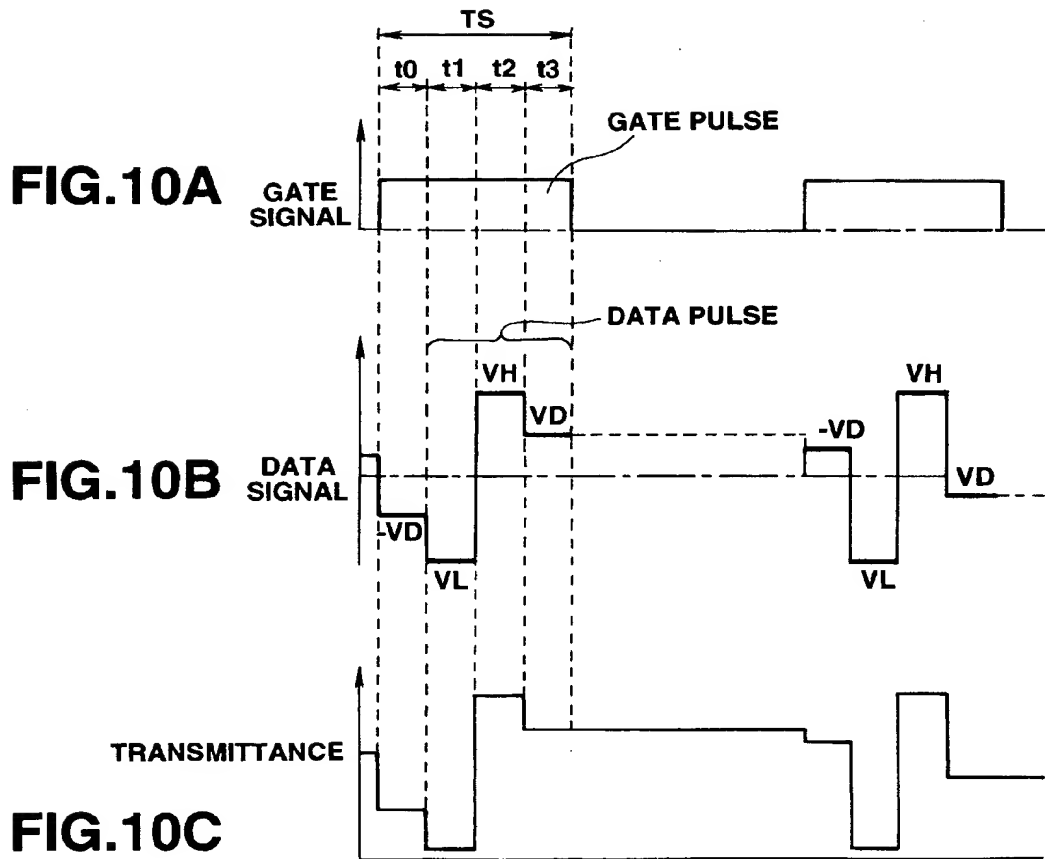 TS
t0 t1 t2 t3
GATE PULSE
FIG.10A
GATE
SIGNAL
DATA PULSE
VH
VD
-VD
VL
FIG.10B
DATA
SIGNAL
-VD
VH
VL
VD
TRANSMITTANCE
FIG.10C